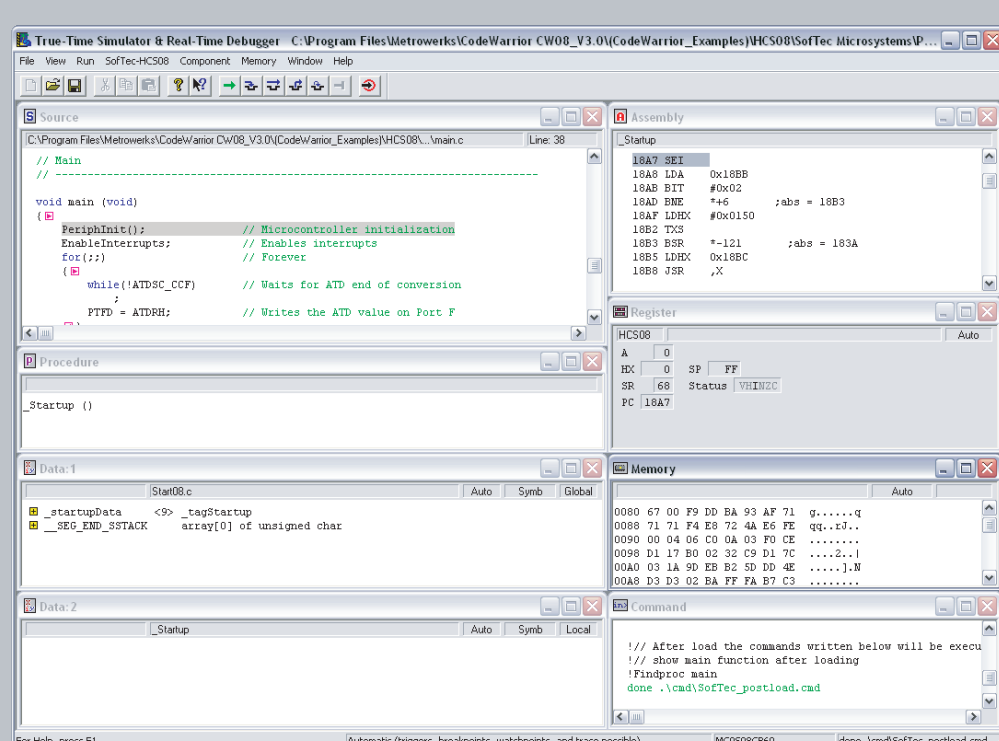 True-Time Simulator & Real-Time Debugger C:\Program Files\Metrowerks\CodeWarrior CW08_V3.0\(CodeWarrior_Examples)\HCS08\SofTec Microsystems\P...
File View Run SofTec-HCS08 Component Memory Window Help
Source
C:\Program Files\Metrowerks\CodeWarrior CW08_V3.0\(CodeWarrior_Examples)\HCS08\...\main.c Line: 38
// Main
// ---------------------------------------------------------------------------
void main (void)
{
PeriphInit(); // Microcontroller initialization
EnableInterrupts; // Enables interrupts
for(;;) // Forever
{
while(!ATDSC_CCF) // Waits for ATD end of conversion
;
PTFD = ATDRH; // Writes the ATD value on Port F
Assembly
_Startup
18A7 SEI
18A8 LDA 0x18BB
18AB BIT #0x02
18AD BNE *+6 ;abs = 18B3
18AF LDHX #0x0150
18B2 TXS
18B3 BSR *-121 ;abs = 183A
18B5 LDHX 0x18BC
18B8 JSR ,X
Register
HCS08 Auto
A 0
HX 0 SP FF
SR 68 Status VHINZC
PC 18A7
Procedure
_Startup ()
Data:1
Start08.c Auto Symb Global
_startupData <9> _tagStartup
__SEG_END_SSTACK array[0] of unsigned char
Memory
Auto
0080 67 00 F9 DD BA 93 AF 71 g......q
0088 71 71 F4 E8 72 4A E6 FE qq..rJ..
0090 00 04 06 C0 0A 03 F0 CE ........
0098 D1 17 B0 02 32 C9 D1 7C ....2..|
00A0 03 1A 9D EB B2 5D DD 4E .....].N
00A8 D3 D3 02 BA FF FA B7 C3 ........
Data:2
_Startup Auto Symb Local
Command
!// After load the commands written below will be execu
!// show main function after loading
!Findproc main
done .\cmd\SofTec_postload.cmd
For Help, press F1 Automatic (triggers, breakpoints, watchpoints, and trace possible) MC9S08GB60 done .\cmd\SofTec_postload.cmd